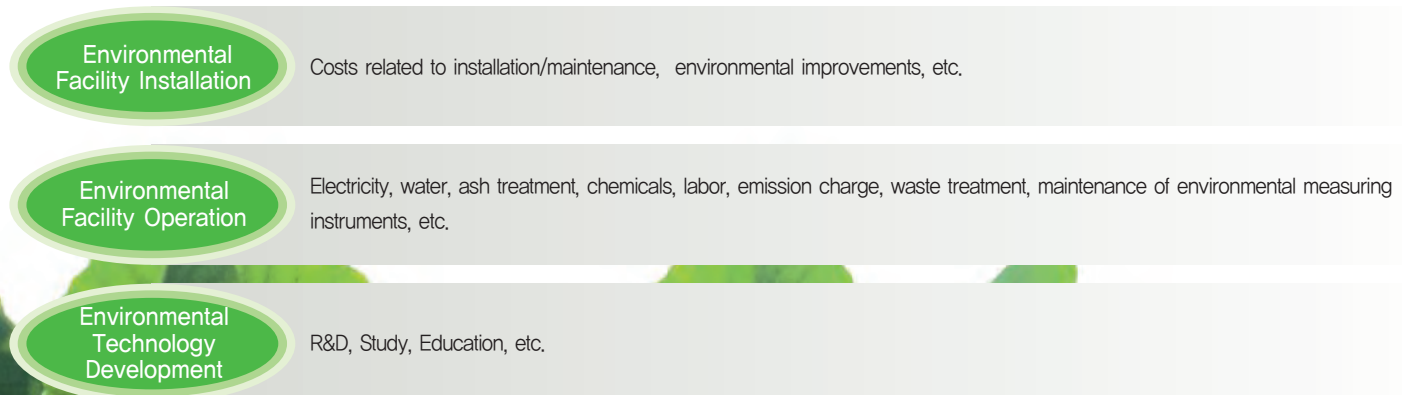 Environmental
Facility Installation
Costs related to installation/maintenance, environmental improvements, etc.
Environmental
Facility Operation
Electricity, water, ash treatment, chemicals, labor, emission charge, waste treatment, maintenance of environmental measuring
instruments, etc.
Environmental
Technology
Development
R&D, Study, Education, etc.